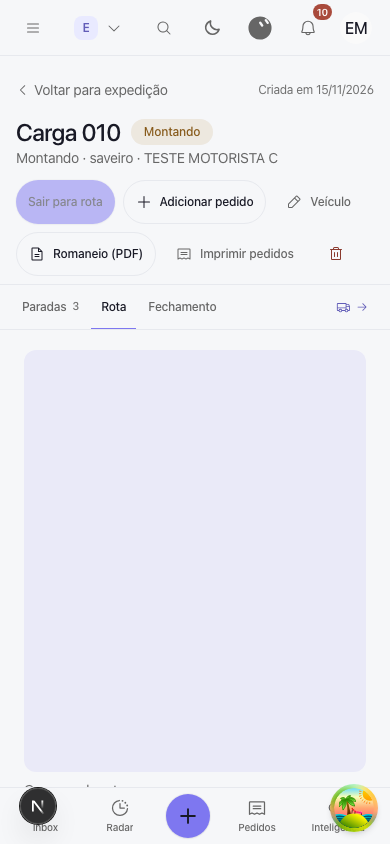 E
10
EM
Voltar para expedição
Criada em 15/11/2026
Carga 010
Montando
Montando · saveiro · TESTE MOTORISTA C
Sair para rota
Adicionar pedido
Veículo
Romaneio (PDF)
Imprimir pedidos
Paradas 3
Rota
Fechamento
N
Inbox
Radar
Pedidos